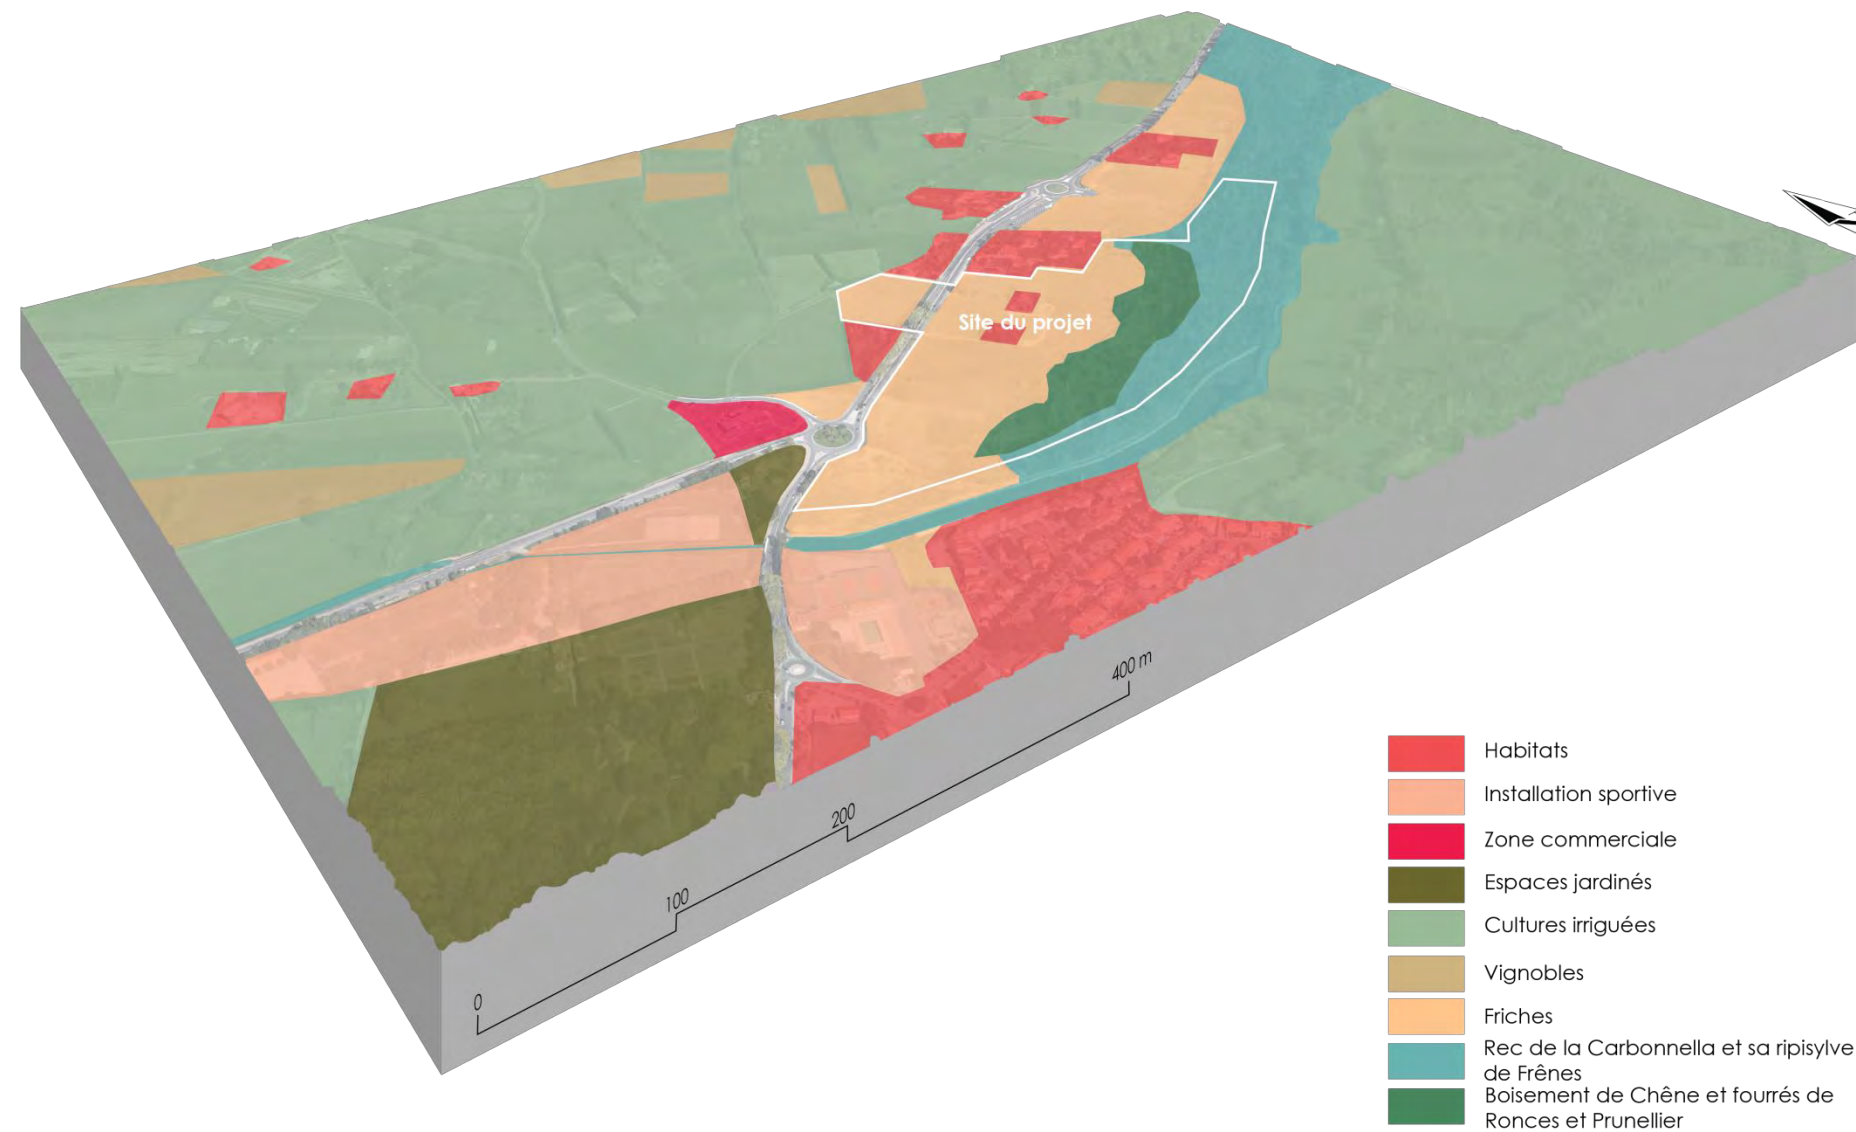 Site du projet
400 m
200
100
0
Habitats
Installation sportive
Zone commerciale
Espaces jardinés
Cultures irriguées
Vignobles
Friches
Rec de la Carbonnella et sa ripisylve
de Frênes
Boisement de Chêne et fourrés de
Ronces et Prunellier